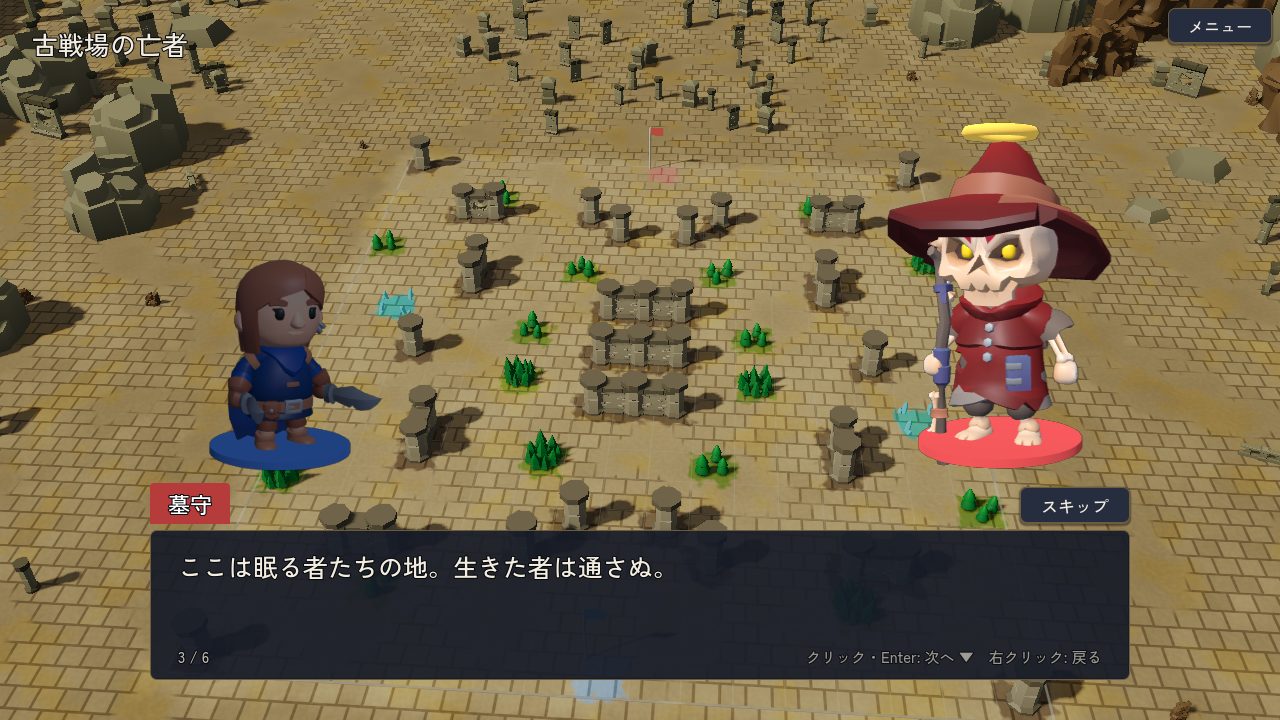 古戦場の亡者
メニュー
墓守
スキップ
ここは眠る者たちの地。生きた者は通さぬ。
3 / 6
クリック・Enter: 次へ ▼ 右クリック: 戻る